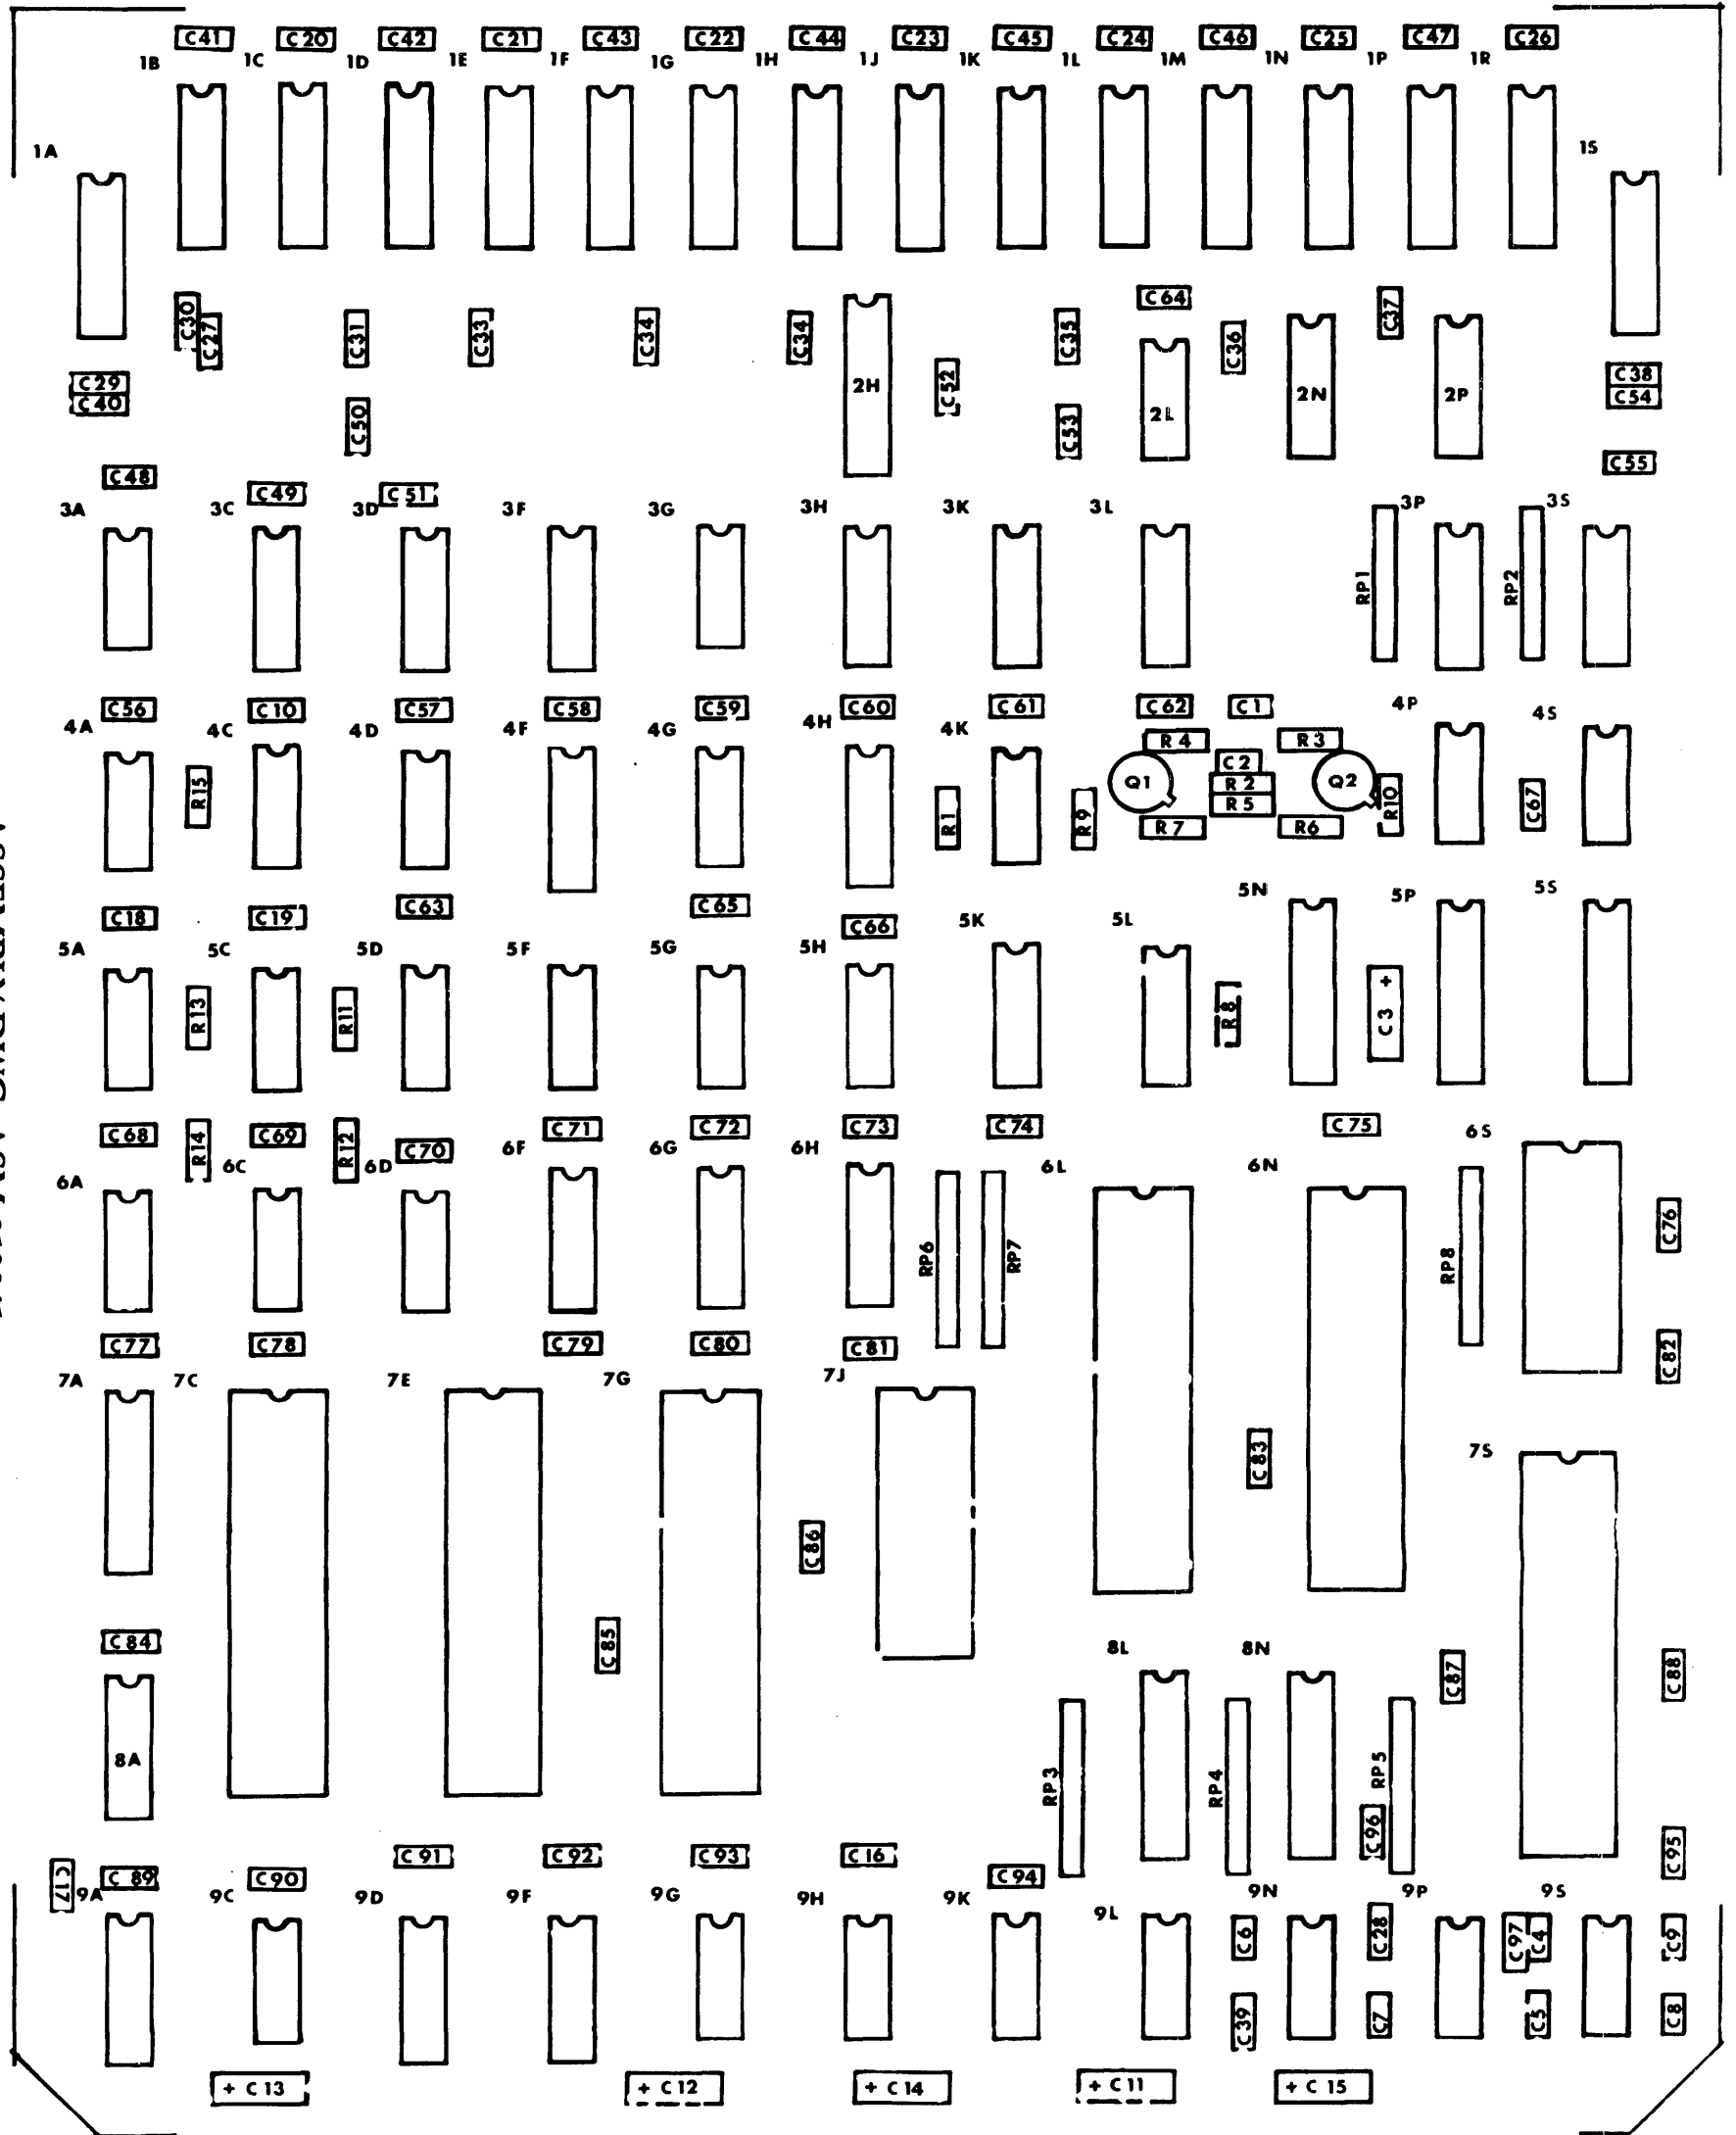 C41 C20 C42 C21 C43 C22 C44 C23 C45 C24 C46 C25 C47 C26
1B 1C 1D 1E 1F 1G 1H 1J 1K 1L 1M 1N 1P 1R
1A 1S
C30 C27 C31 C33 C34 C34 C35 C64 C36 C37
C29 2H C52 2N 2P C38
C40 C50 C53 2L C54
C48 C49 C51 C55
3A 3C 3D 3F 3G 3H 3K 3L 3P 3S
RP1 RP2
C56 C10 C57 C58 C59 C60 C61 C62 C1
4A 4C 4D 4F 4G 4H 4K 4P 4S
R4 R3
R15 Q1 C2 Q2
R2 R10 C67
R5
R1 R9 R7 R6
C18 C19 C63 C65 C66 5N 5P 5S
5A 5C 5D 5F 5G 5H 5K 5L
R13 R11 R8 C3 +
C68 C69 C70 C71 C72 C73 C74 C75
R14 R12
6A 6C 6D 6F 6G 6H 6L 6N 6S
RP6 RP7 RP8 C76
C77 C78 C79 C80 C81 C82
7A 7C 7E 7G 7J
7S
C83
C86
C84 C85 8L 8N C87 C88
8A RP3 RP4 RP5
C96
C17 C89 C90 C91 C92 C93 C16 C94 C95
9A 9C 9D 9F 9G 9H 9K 9L 9N 9P 9S
C6 C28 C97 C4 C9
C39 C7 C5 C8
+ C13 + C12 + C14 + C11 + C15